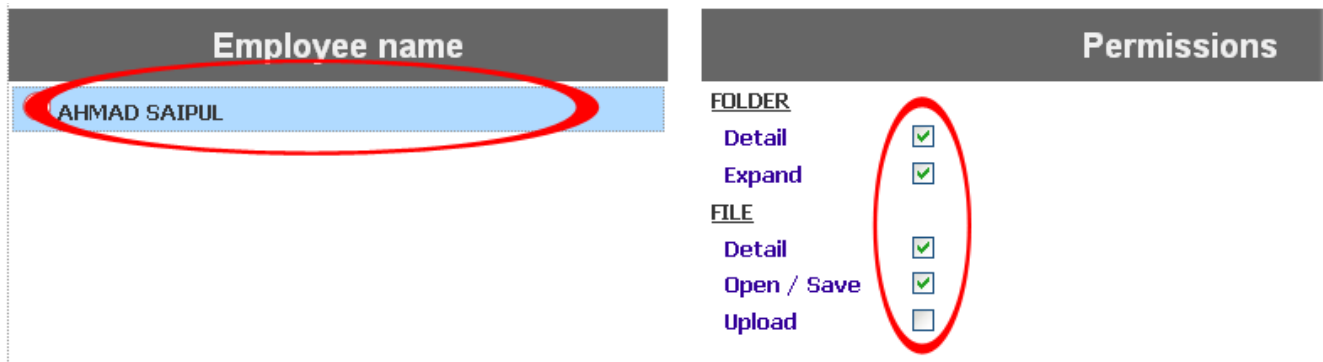 Employee name
AHMAD SAIPUL
Permissions
FOLDER
Detail
Expand
FILE
Detail
Open / Save
Upload